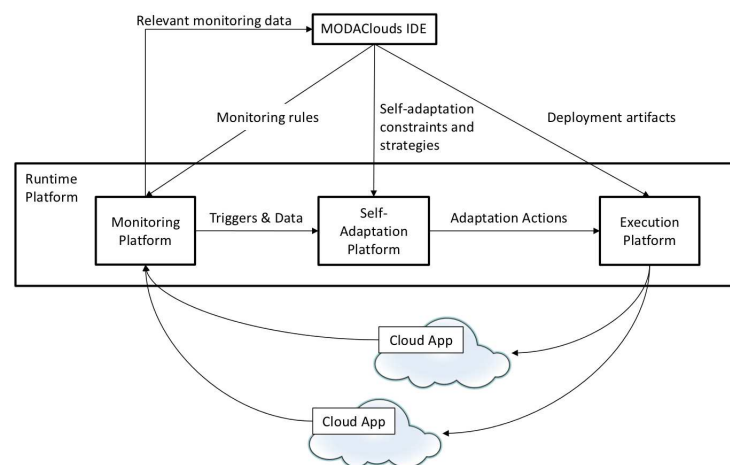 Relevant monitoring data
MODAClouds IDE
Monitoring rules
Self-adaptation
constraints and
strategies
Deployment artifacts
Runtime
Platform
Monitoring
Platform
Triggers & Data
Self-
Adaptation
Platform
Adaptation Actions
Execution
Platform
Cloud App
Cloud App